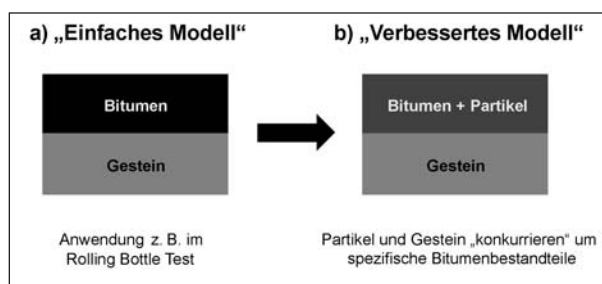 a) „Einfaches Modell“
b) „Verbessertes Modell“
Bitumen
Gestein
Bitumen + Partikel
Gestein
Anwendung z. B. im
Rolling Bottle Test
Partikel und Gestein „konkurrieren“ um
spezifische Bitumenbestandteile